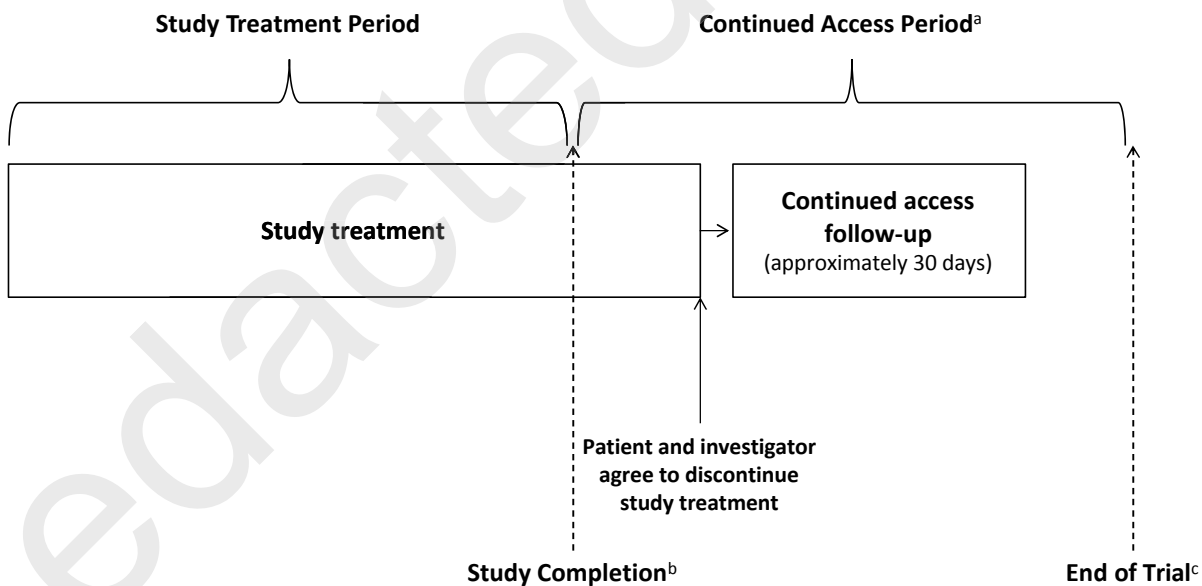 Study Treatment Period
Continued Access Periodᵃ
Study treatment
Continued access
follow-up
(approximately 30 days)
Patient and investigator
agree to discontinue
study treatment
Study Completionᵇ
End of Trialᶜ
edacted